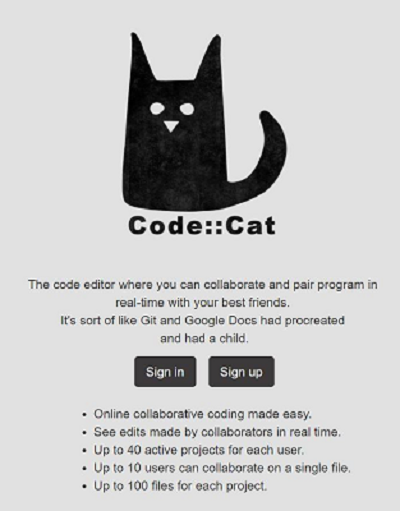 Code::Cat
The code editor where you can collaborate and pair program in
real-time with your best friends.
It's sort of like Git and Google Docs had procreated
and had a child.
Sign in Sign up
• Online collaborative coding made easy.
• See edits made by collaborators in real time.
• Up to 40 active projects for each user.
• Up to 10 users can collaborate on a single file.
• Up to 100 files for each project.